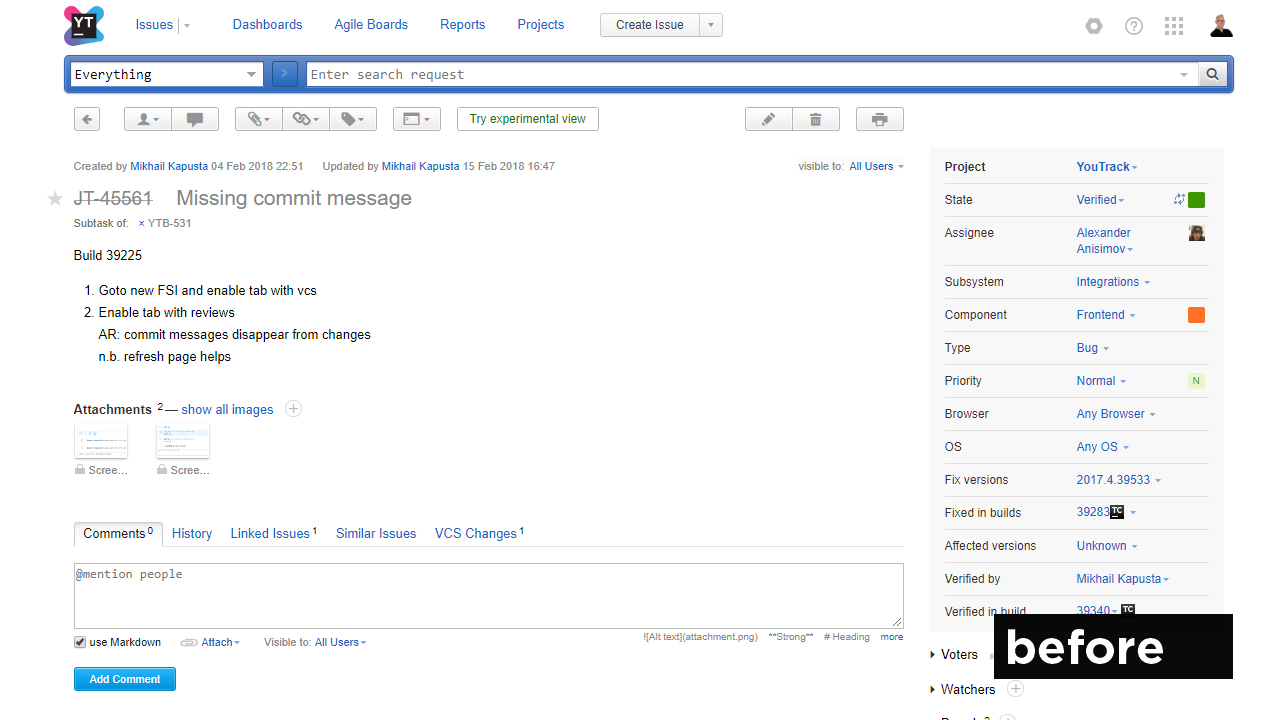 YT
Issues Dashboards Agile Boards Reports Projects Create Issue
Everything Enter search request
Try experimental view
Created by Mikhail Kapusta 04 Feb 2018 22:51 Updated by Mikhail Kapusta 15 Feb 2018 16:47 visible to: All Users
JT-45561 Missing commit message
Subtask of: × YTB-531
Build 39225
1. Goto new FSI and enable tab with vcs
2. Enable tab with reviews
AR: commit messages disappear from changes
n.b. refresh page helps
Attachments 2 — show all images
Scree... Scree...
Comments 0 History Linked Issues 1 Similar Issues VCS Changes 1
@mention people
use Markdown Attach Visible to: All Users ![Alt text](attachment.png) **Strong** # Heading more
Add Comment
Project YouTrack
State Verified
Assignee Alexander
Anisimov
Subsystem Integrations
Component Frontend
Type Bug
Priority Normal N
Browser Any Browser
OS Any OS
Fix versions 2017.4.39533
Fixed in builds 39283 TC
Affected versions Unknown
Verified by Mikhail Kapusta
Verified in build 39340 TC
Voters
before
Watchers